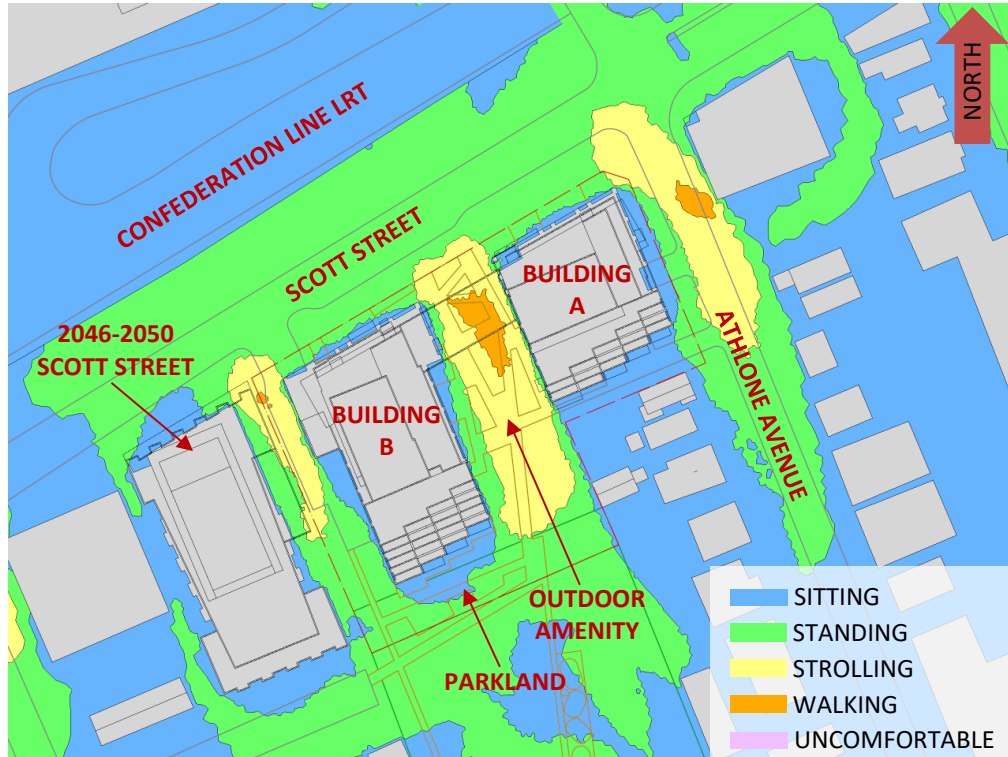 NORTH
CONFEDERATION LINE LRT
SCOTT STREET
BUILDING
A
2046-2050
SCOTT STREET
BUILDING
B
ATHLONE AVENUE
OUTDOOR
AMENITY
PARKLAND
SITTING
STANDING
STROLLING
WALKING
UNCOMFORTABLE